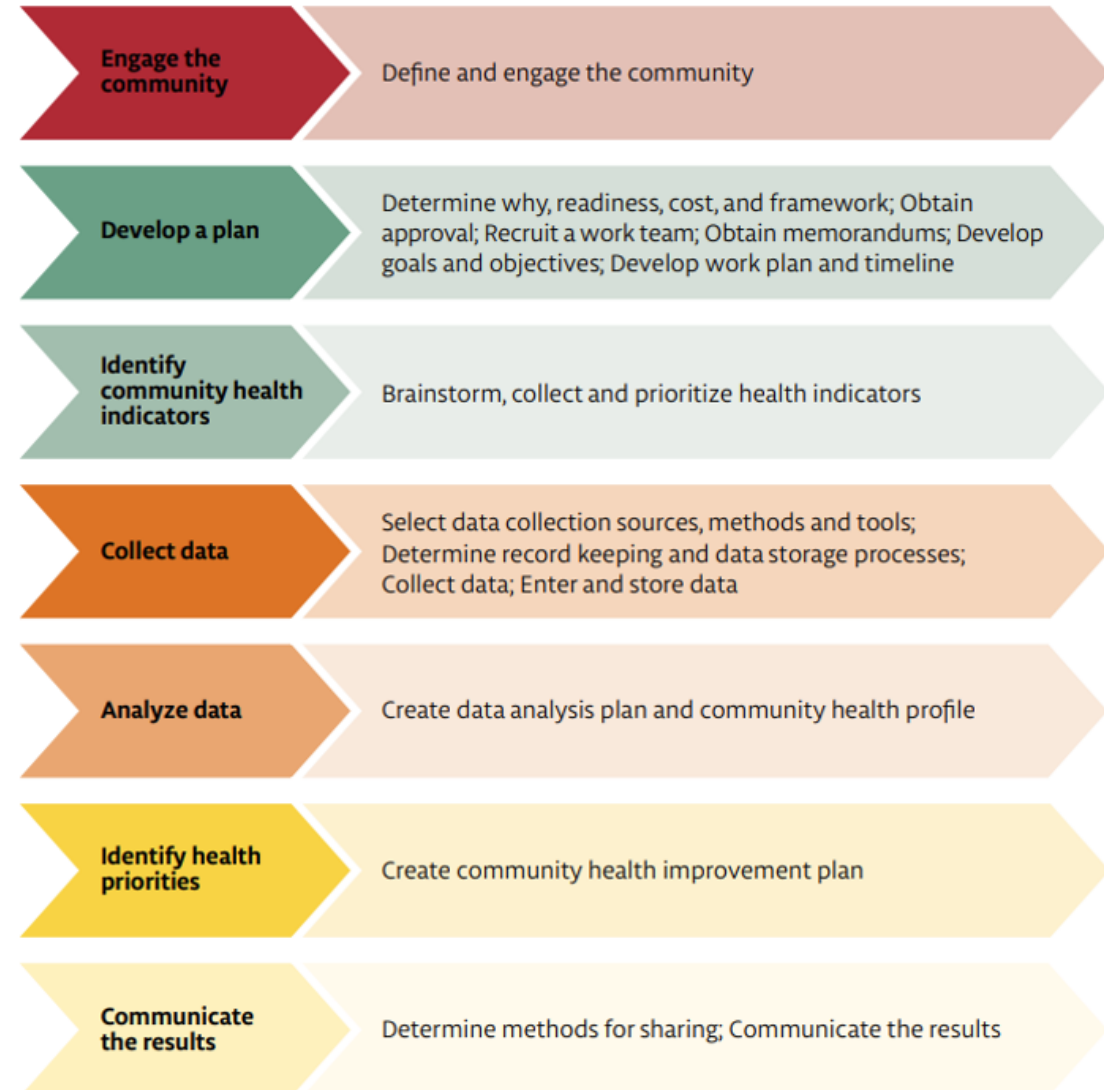 Engage the
community
Define and engage the community
Develop a plan
Determine why, readiness, cost, and framework; Obtain
approval; Recruit a work team; Obtain memorandums; Develop
goals and objectives; Develop work plan and timeline
Identify
community health
indicators
Brainstorm, collect and prioritize health indicators
Collect data
Select data collection sources, methods and tools;
Determine record keeping and data storage processes;
Collect data; Enter and store data
Analyze data
Create data analysis plan and community health profile
Identify health
priorities
Create community health improvement plan
Communicate
the results
Determine methods for sharing; Communicate the results